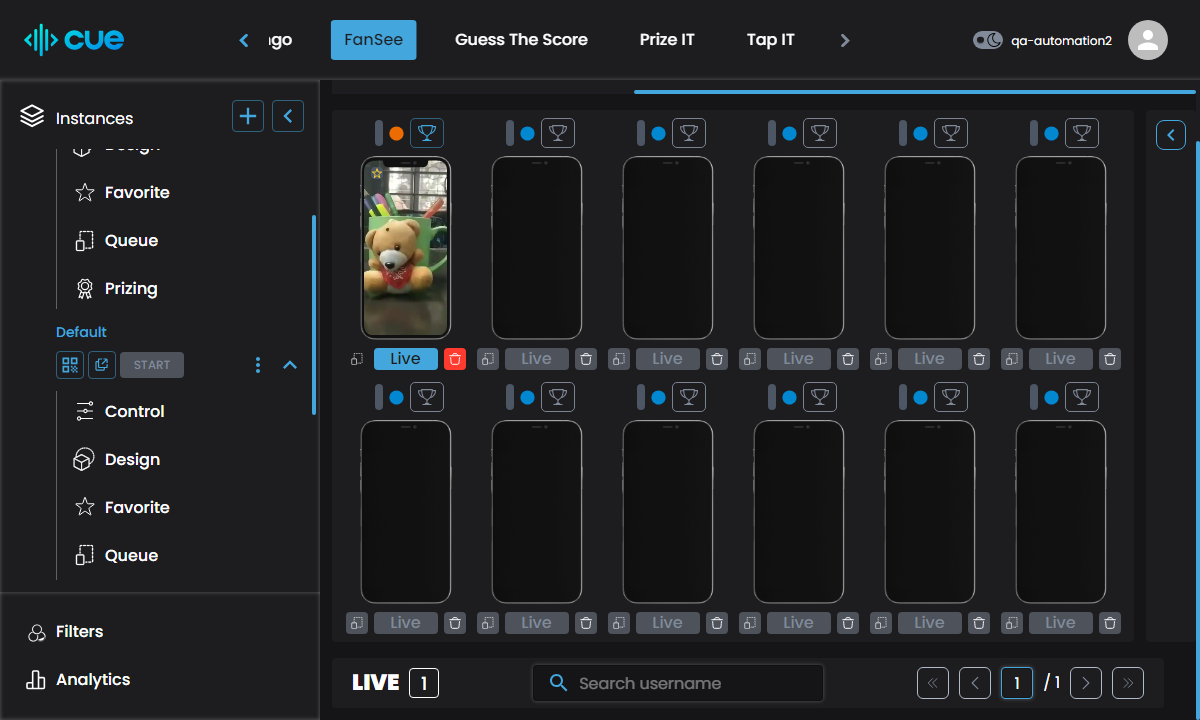 cue
FanSee
Guess The Score
Prize IT
Tap IT
qa-automation2
Instances
Favorite
Queue
Prizing
Default
START
Control
Design
Favorite
Queue
Filters
Analytics
Live Live Live Live Live Live
Live Live Live Live Live Live
LIVE 1
Search username
1 / 1